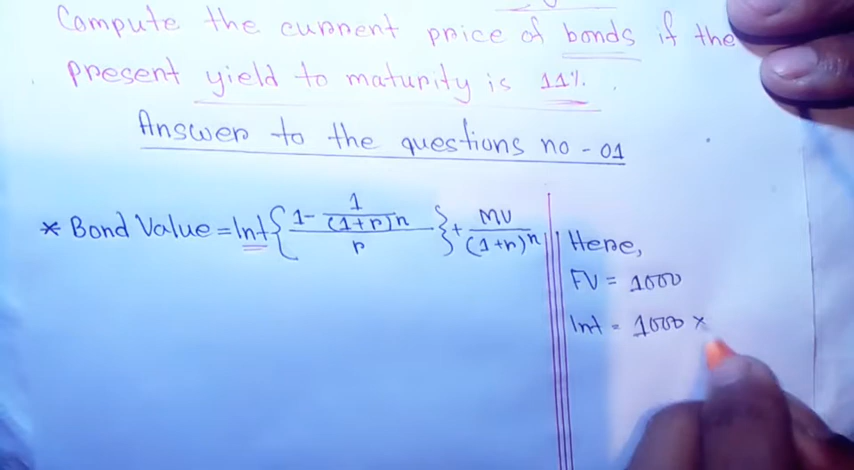 Compute the current price of bonds if the
present yield to maturity is 11%.
Answer to the questions no - 01
* Bond Value = Int { 1 - 1/(1+r)n / r } + MV/(1+r)n
Here,
FV = 1000
Int = 1000 ×